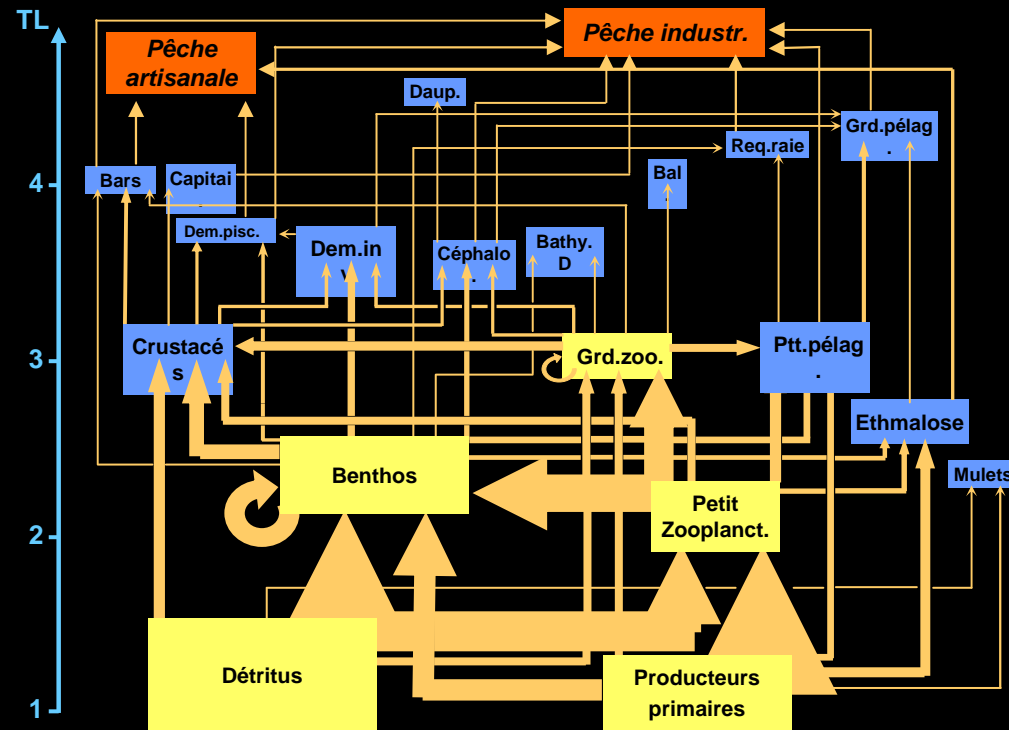 TL
Pêche industr.
Pêche
artisanale
Daup.
Grd.pélag
.
Req.raie
4
Bars
Capitai
.
Bal
.
Dem.pisc.
Dem.in
v
Céphalo
.
Bathy.
D
3
Crustacé
s
Grd.zoo.
Ptt.pélag
.
Ethmalose
Benthos
Mulets
Petit
Zooplanct.
2
Détritus
Producteurs
primaires
1